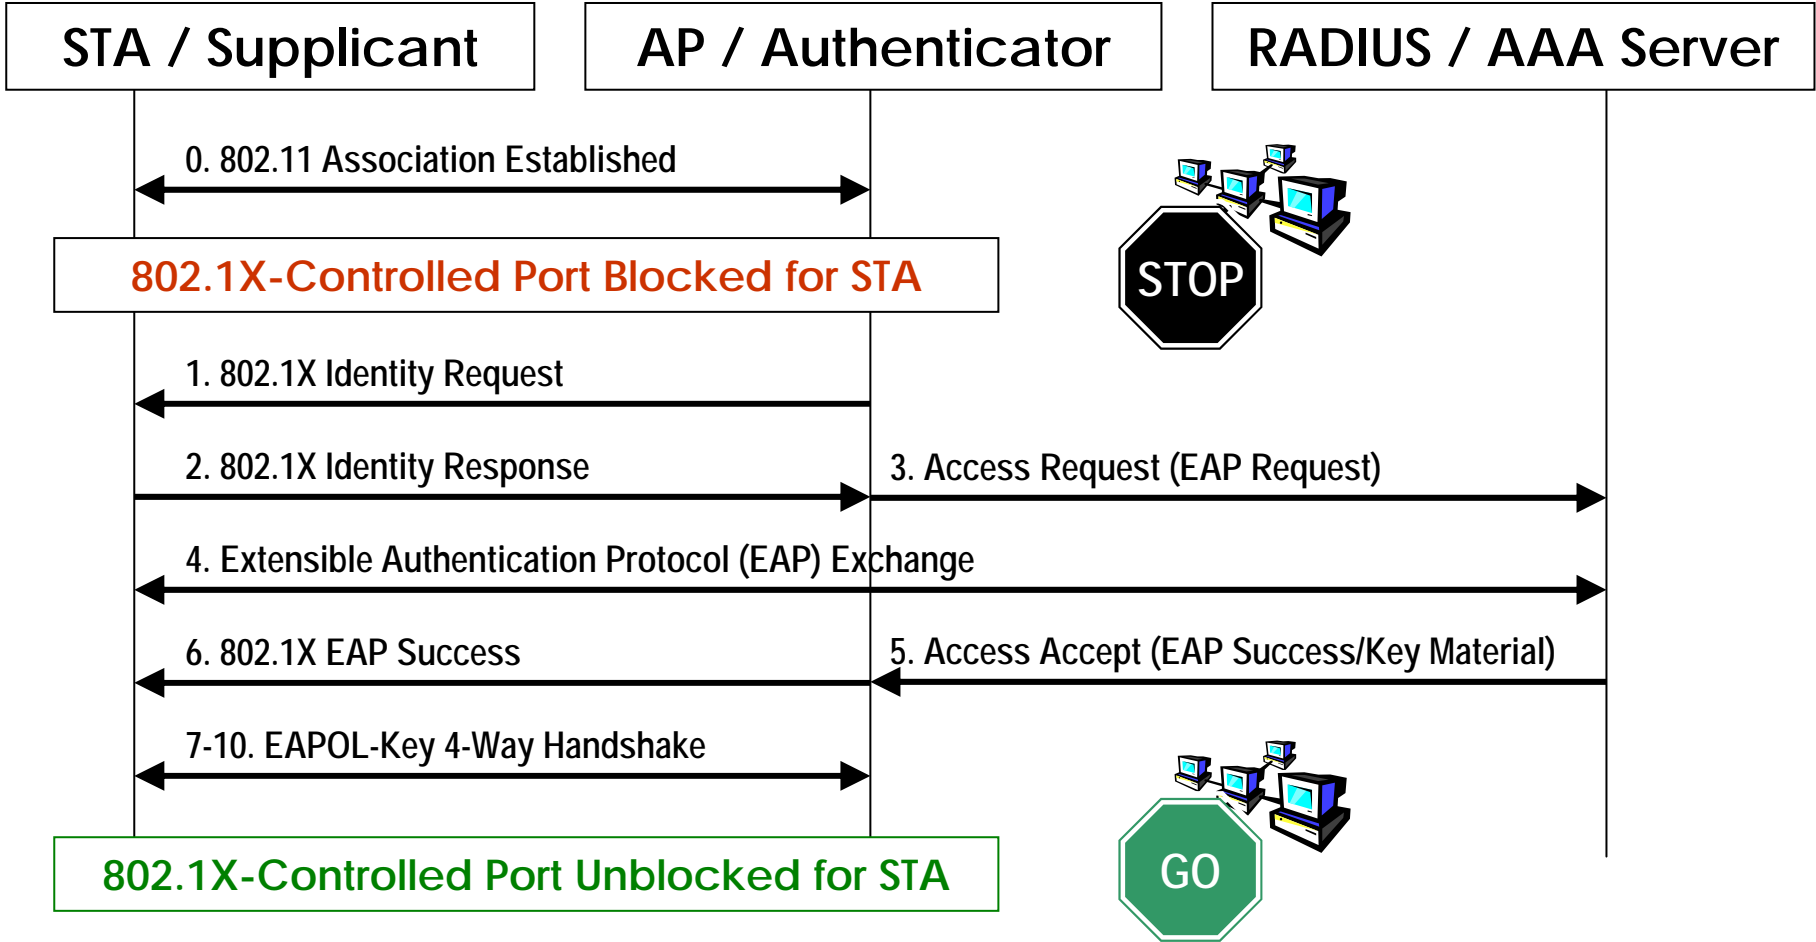 STA / Supplicant
AP / Authenticator
RADIUS / AAA Server
0. 802.11 Association Established
802.1X-Controlled Port Blocked for STA
STOP
1. 802.1X Identity Request
2. 802.1X Identity Response
3. Access Request (EAP Request)
4. Extensible Authentication Protocol (EAP) Exchange
6. 802.1X EAP Success
5. Access Accept (EAP Success/Key Material)
7-10. EAPOL-Key 4-Way Handshake
802.1X-Controlled Port Unblocked for STA
GO